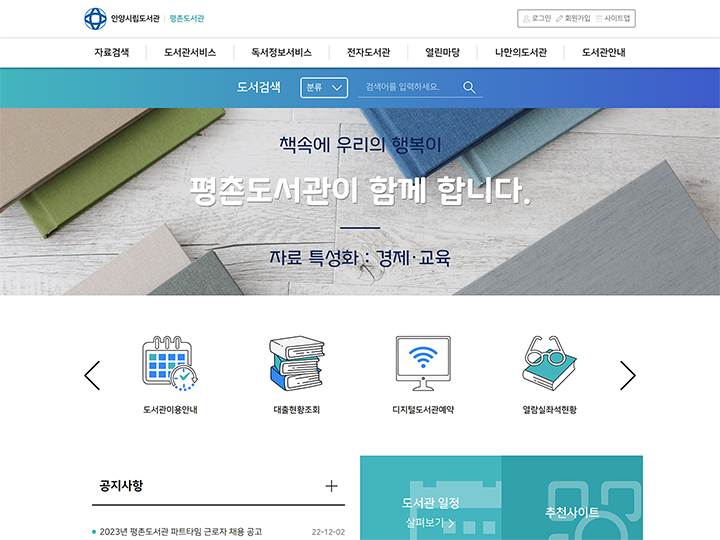 안양시립도서관 평촌도서관
로그인 회원가입 사이트맵
자료검색 도서관서비스 독서정보서비스 전자도서관 열린마당 나만의도서관 도서관안내
도서검색 분류 검색어를 입력하세요.
책속에 우리의 행복이
평촌도서관이 함께 합니다.
자료 특성화 : 경제·교육
도서관이용안내 대출현황조회 디지털도서관예약 열람실좌석현황
공지사항
도서관 일정
살펴보기
추천사이트
2023년 평촌도서관 파트타임 근로자 채용 공고 22-12-02